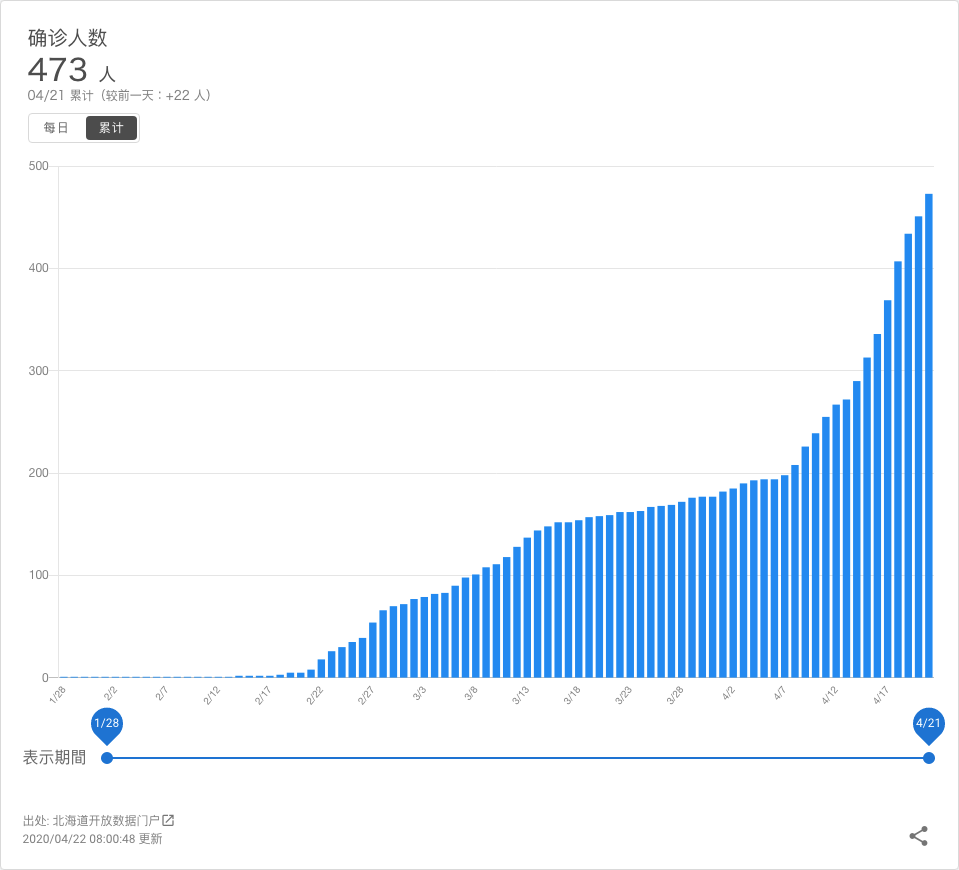 确诊人数
473 人
04/21 累计（较前一天：+22 人）
每日 累计
500
400
300
200
100
0
1/28 2/2 2/7 2/12 2/17 2/22 2/27 3/3 3/8 3/13 3/18 3/23 3/28 4/2 4/7 4/12 4/17
1/28 4/21
表示期間
出处: 北海道开放数据门户
2020/04/22 08:00:48 更新